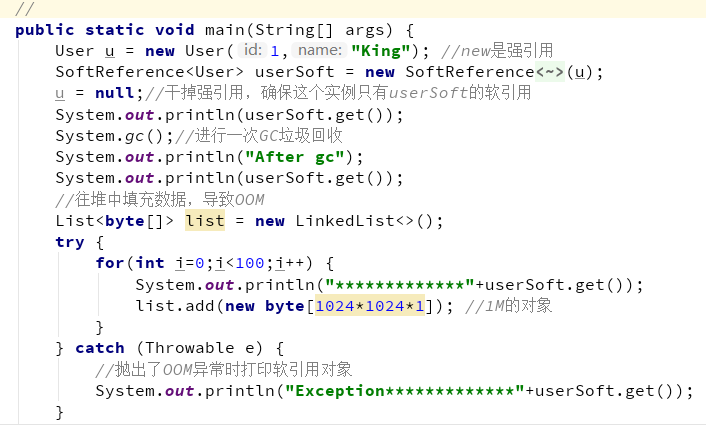 //
public static void main(String[] args) {
User u = new User( id: 1, name: "King"); //new是强引用
SoftReference<User> userSoft = new SoftReference<~>(u);
u = null;//干掉强引用，确保这个实例只有userSoft的软引用
System.out.println(userSoft.get());
System.gc();//进行一次GC垃圾回收
System.out.println("After gc");
System.out.println(userSoft.get());
//往堆中填充数据，导致OOM
List<byte[]> list = new LinkedList<>();
try {
for(int i=0;i<100;i++) {
System.out.println("*************"+userSoft.get());
list.add(new byte[1024*1024*1]); //1M的对象
}
} catch (Throwable e) {
//抛出了OOM异常时打印软引用对象
System.out.println("Exception*************"+userSoft.get());
}